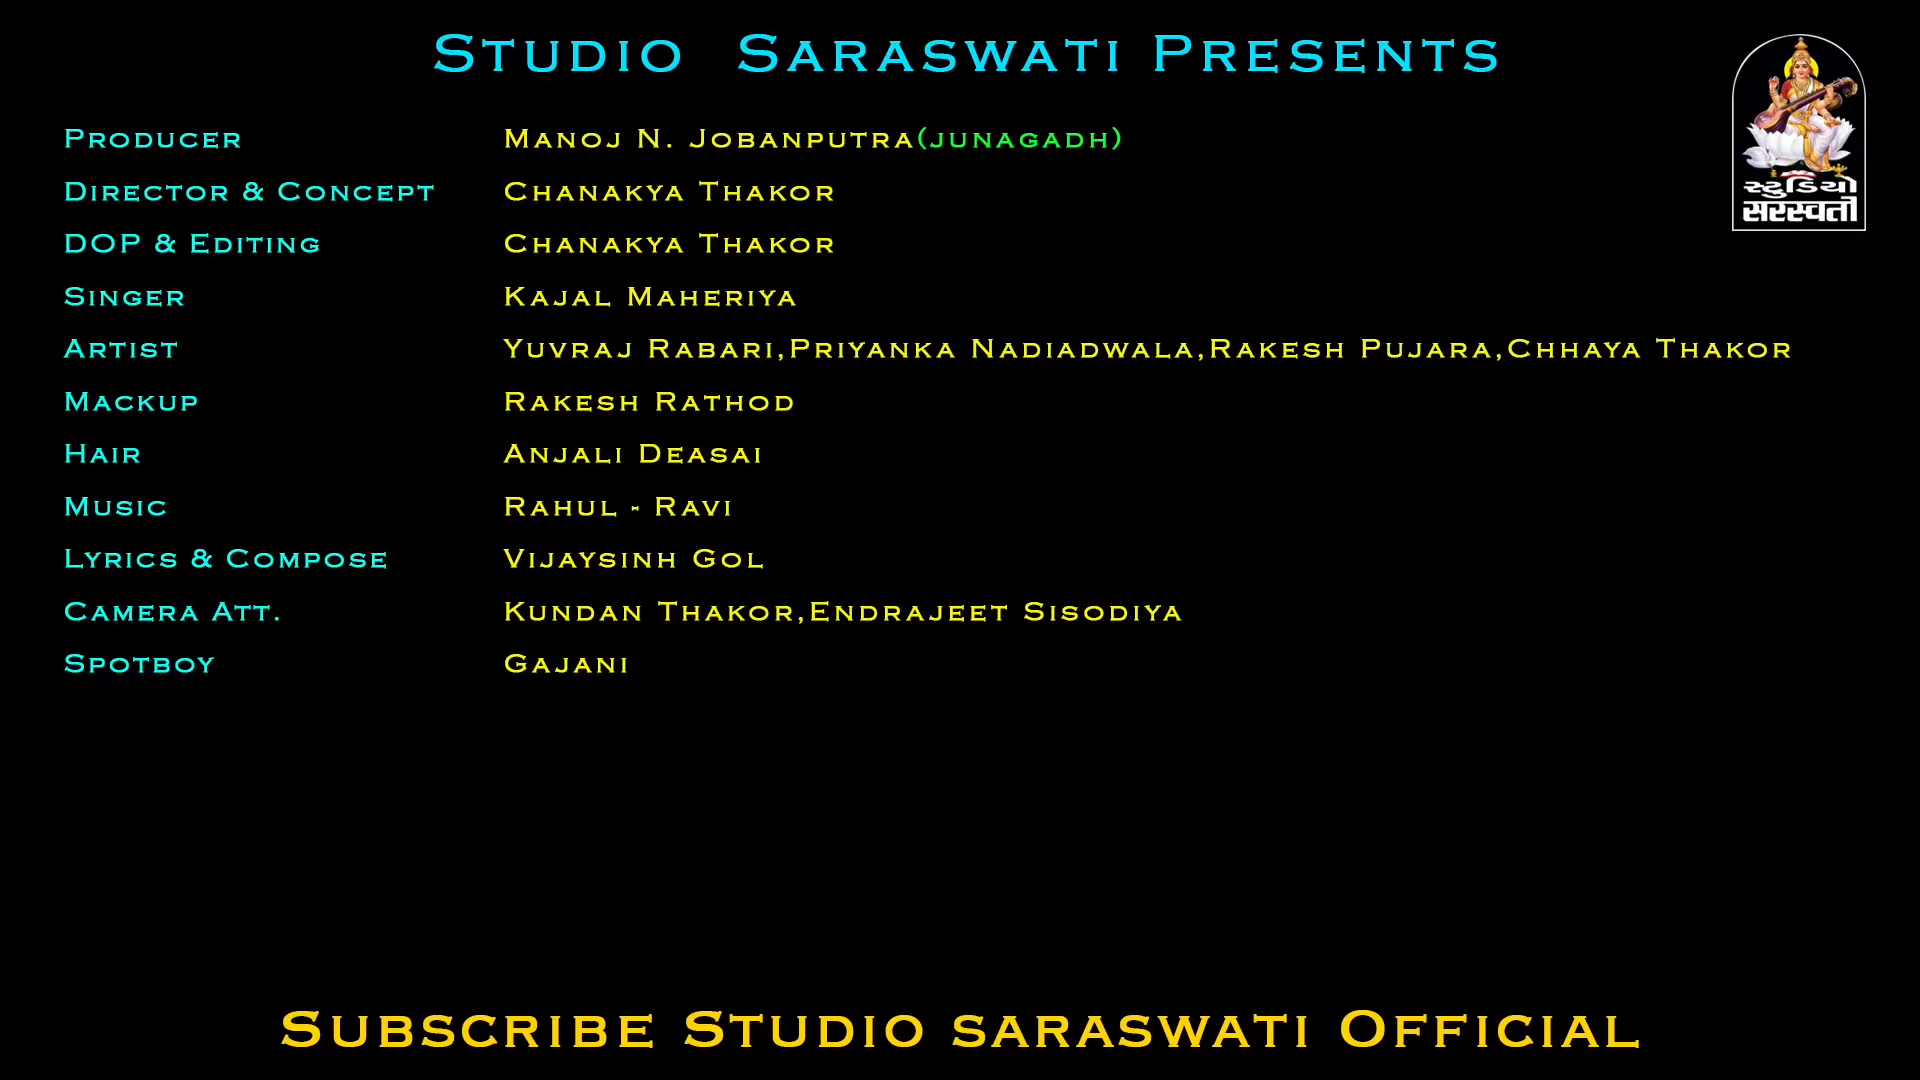 Studio Saraswati Presents
Producer Manoj N. Jobanputra(junagadh)
Director & Concept Chanakya Thakor
DOP & Editing Chanakya Thakor
Singer Kajal Maheriya
Artist Yuvraj Rabari,Priyanka Nadiadwala,Rakesh Pujara,Chhaya Thakor
Mackup Rakesh Rathod
Hair Anjali Deasai
Music Rahul - Ravi
Lyrics & Compose Vijaysinh Gol
Camera Att. Kundan Thakor,Endrajeet Sisodiya
Spotboy Gajani
સ્ટુડિયો
सरस्वती
Subscribe Studio saraswati Official